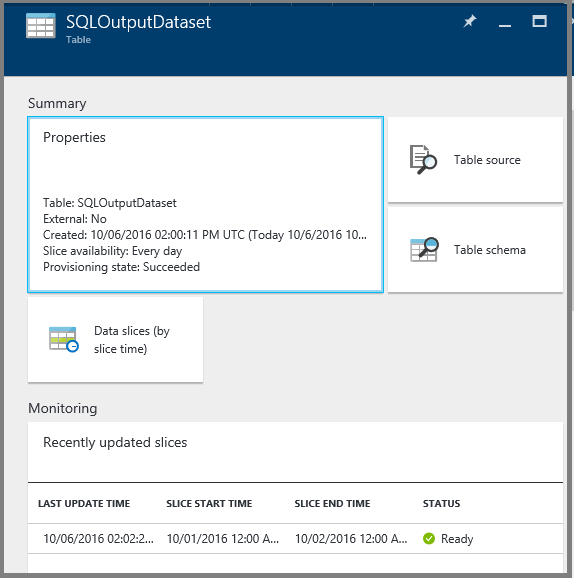 SQLOutputDataset
Table
Summary
Properties
Table: SQLOutputDataset
External: No
Created: 10/06/2016 02:00:11 PM UTC (Today 10/6/2016 10...
Slice availability: Every day
Provisioning state: Succeeded
Table source
Table schema
Data slices (by
slice time)
Monitoring
Recently updated slices
LAST UPDATE TIME SLICE START TIME SLICE END TIME STATUS
10/06/2016 02:02:2... 10/01/2016 12:00 A... 10/02/2016 12:00 A... Ready